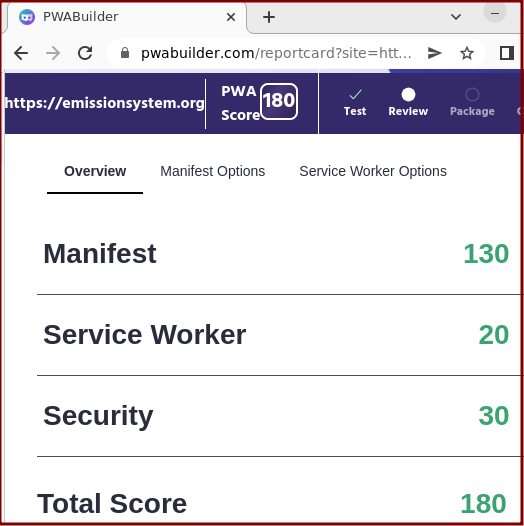 PWABuilder
pwabuilder.com/reportcard?site=htt...
https://emissionsystem.org
PWA
Score
180
Test
Review
Package
Overview
Manifest Options
Service Worker Options
Manifest 130
Service Worker 20
Security 30
Total Score 180